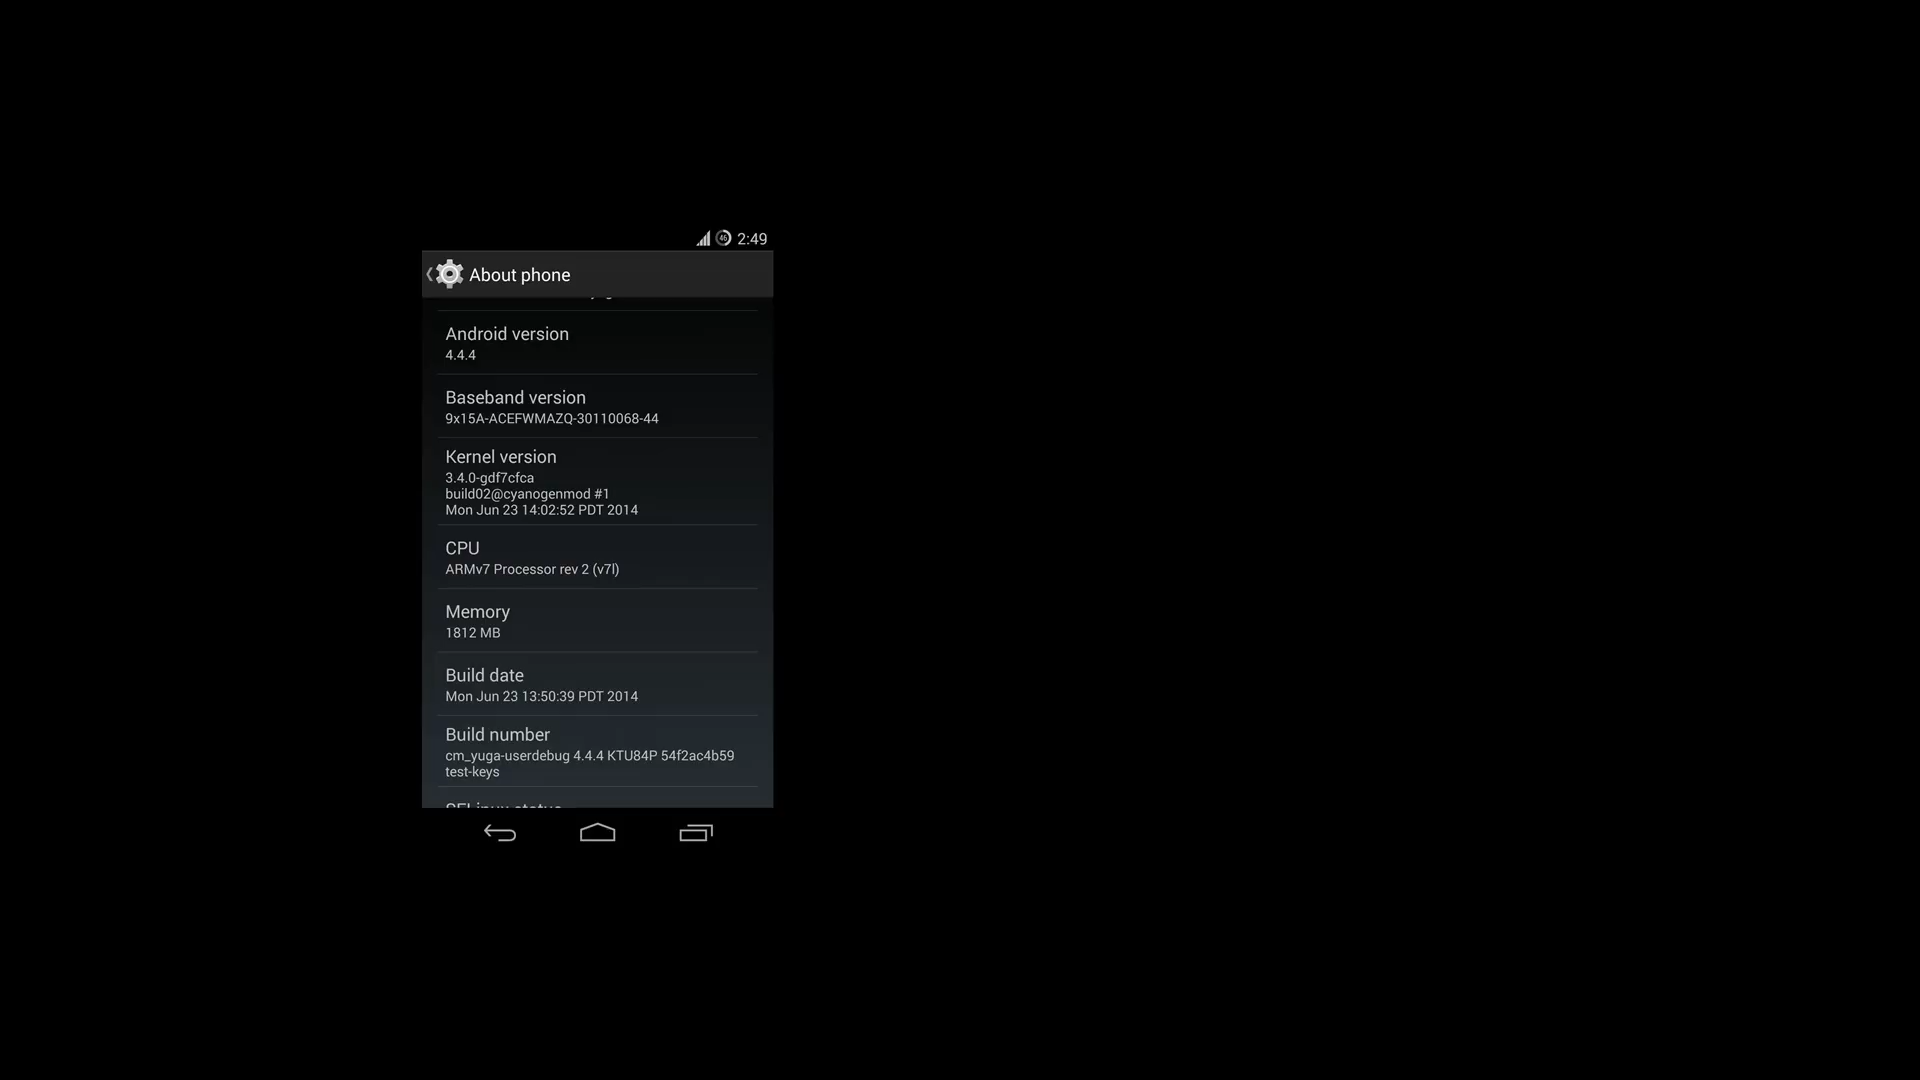 46 2:49
About phone
Android version
4.4.4
Baseband version
9x15A-ACEFWMAZQ-30110068-44
Kernel version
3.4.0-gdf7cfca
build02@cyanogenmod #1
Mon Jun 23 14:02:52 PDT 2014
CPU
ARMv7 Processor rev 2 (v7l)
Memory
1812 MB
Build date
Mon Jun 23 13:50:39 PDT 2014
Build number
cm_yuga-userdebug 4.4.4 KTU84P 54f2ac4b59
test-keys
SELinux status